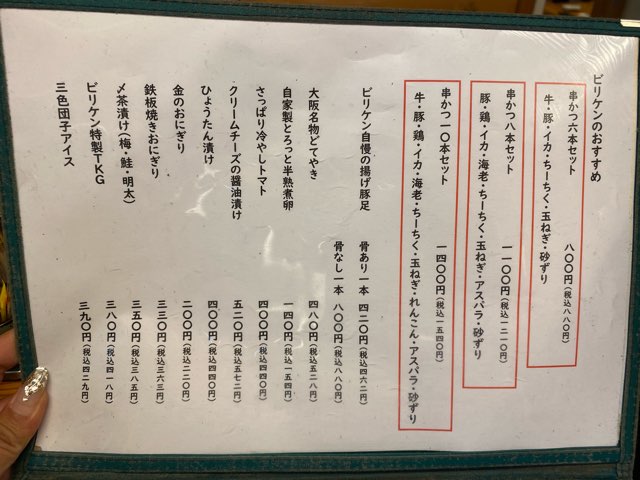 ビリケンのおすすめ
串かつ六本セット 八〇〇円(税込八八〇円)
牛・豚・イカ・ちーちく・玉ねぎ・砂ずり
串かつ八本セット 一一〇〇円(税込一二一〇円)
豚・鶏・イカ・海老・ちーちく・玉ねぎ・アスパラ・砂ずり
串かつ一〇本セット 一四〇〇円(税込一五四〇円)
牛・豚・鶏・イカ・海老・ちーちく・玉ねぎ・れんこん・アスパラ・砂ずり
ビリケン自慢の揚げ豚足 骨あり一本 四二〇円(税込四六二円)
骨なし一本 八〇〇円(税込八八〇円)
大阪名物どてやき 四八〇円(税込五二八円)
自家製とろっと半熟煮卵 一四〇円(税込一五四円)
さっぱり冷やしトマト 四〇〇円(税込四四〇円)
クリームチーズの醤油漬け 五二〇円(税込五七二円)
ひょうたん漬け 四〇〇円(税込四四〇円)
金のおにぎり 二〇〇円(税込二二〇円)
鉄板焼きおにぎり 三三〇円(税込三六三円)
〆茶漬け(梅・鮭・明太) 三五〇円(税込三八五円)
ビリケン特製TKG 三八〇円(税込四一八円)
三色団子アイス 三九〇円(税込四二九円)